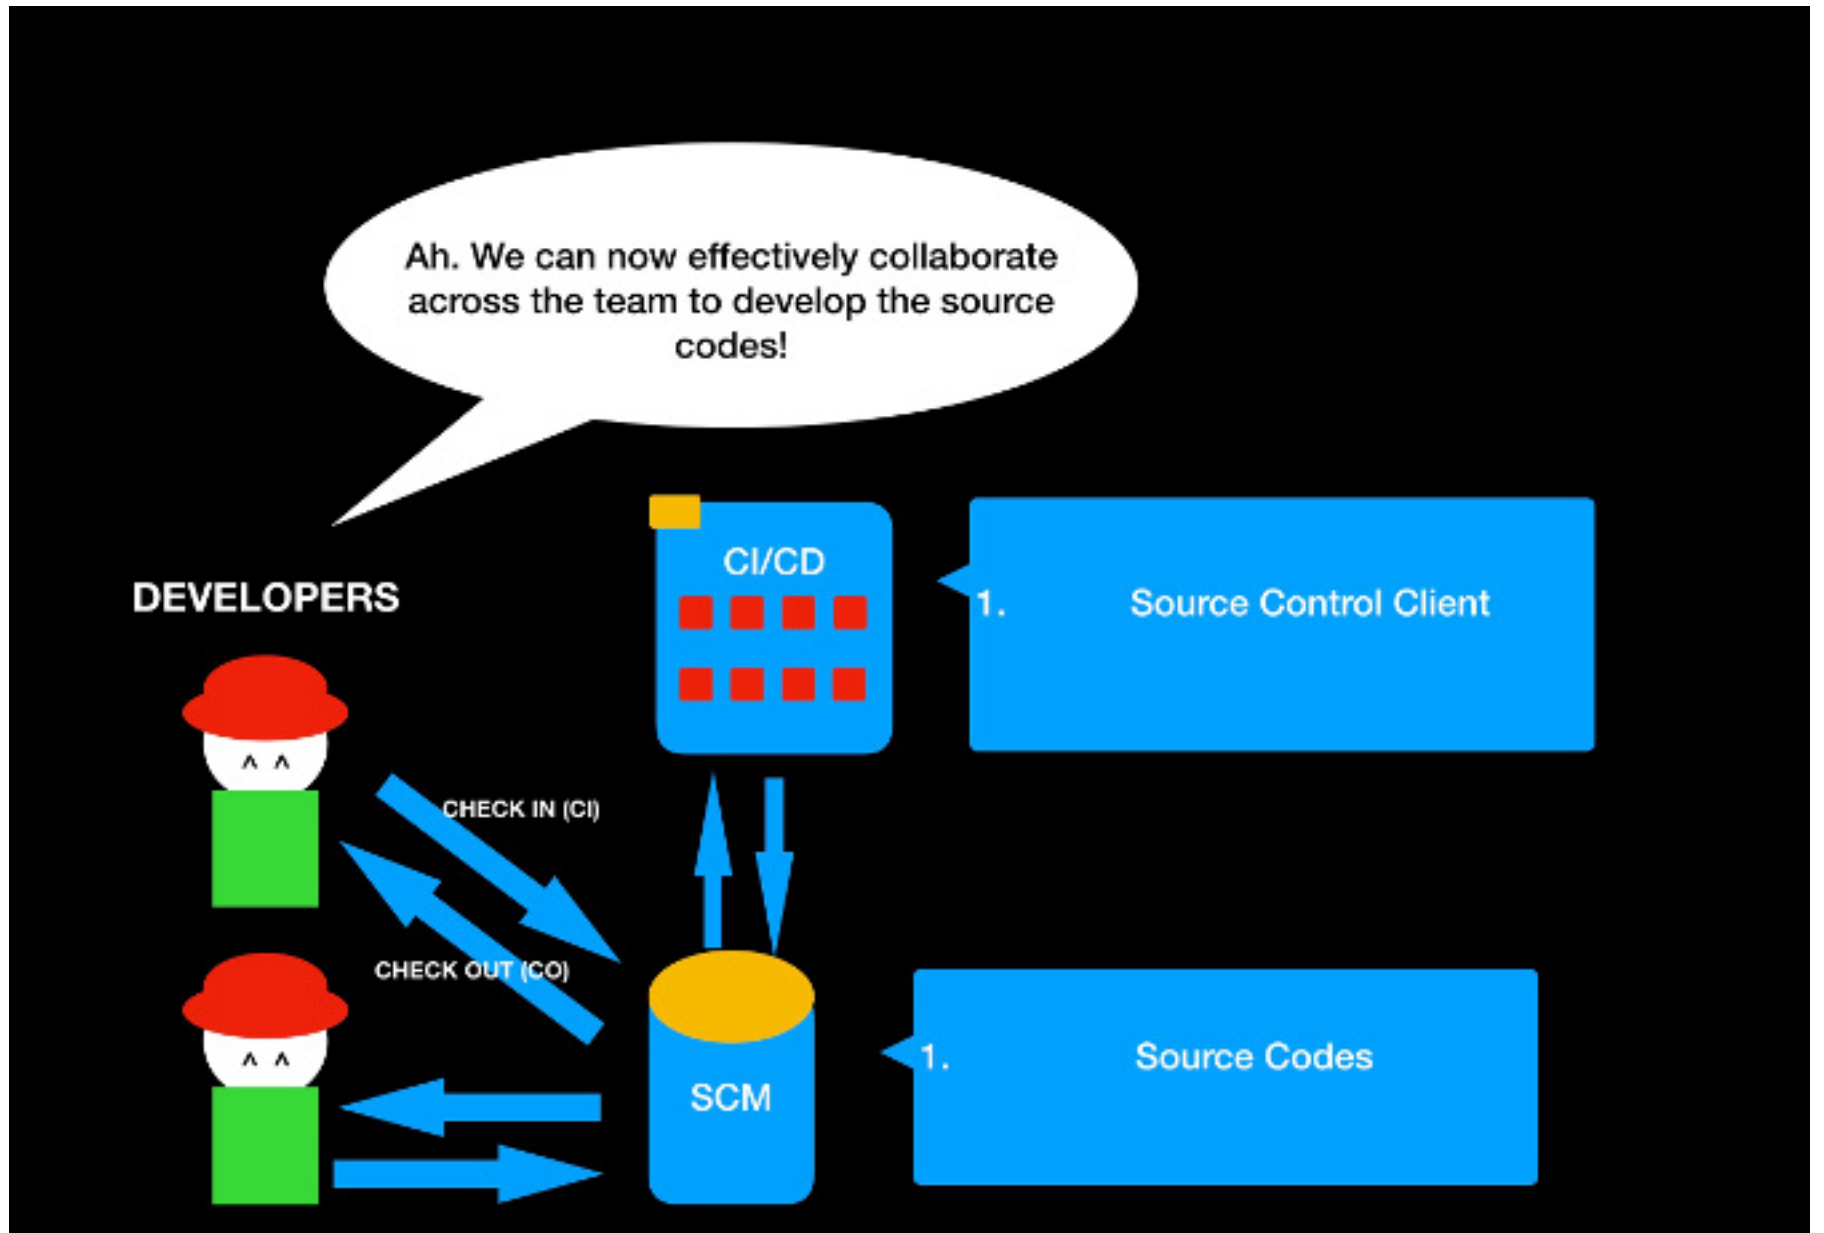 Ah. We can now effectively collaborate
across the team to develop the source
codes!
DEVELOPERS
CI/CD
1. Source Control Client
^ ^
CHECK IN (CI)
CHECK OUT (CO)
^ ^
SCM
1. Source Codes